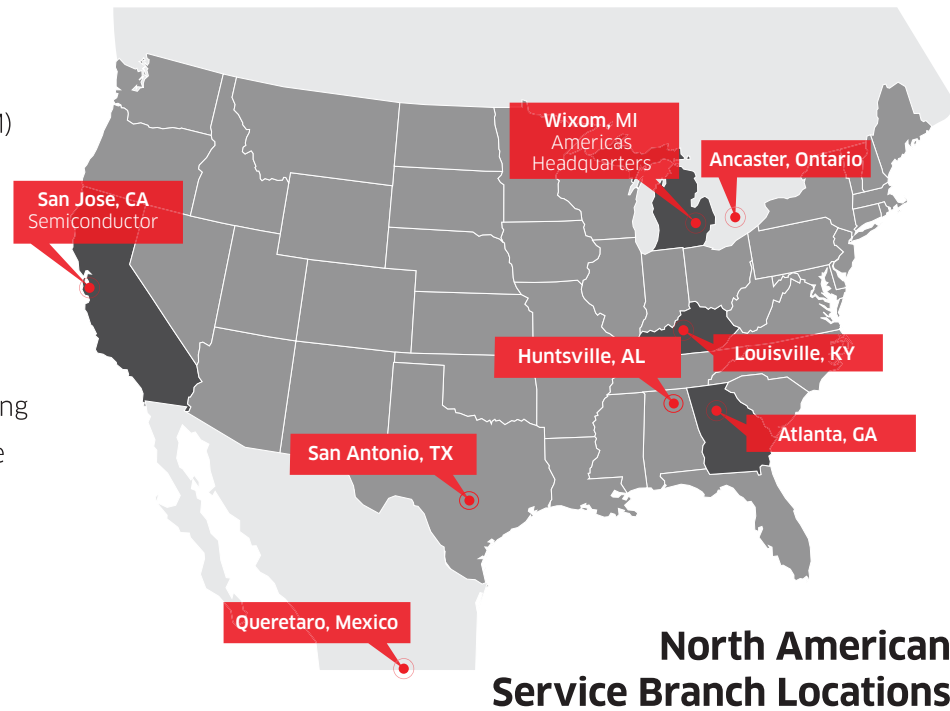 Wixom, MI
Americas
Headquarters
Ancaster, Ontario
San Jose, CA
Semiconductor
Huntsville, AL
Louisville, KY
Atlanta, GA
San Antonio, TX
Queretaro, Mexico
North American
Service Branch Locations